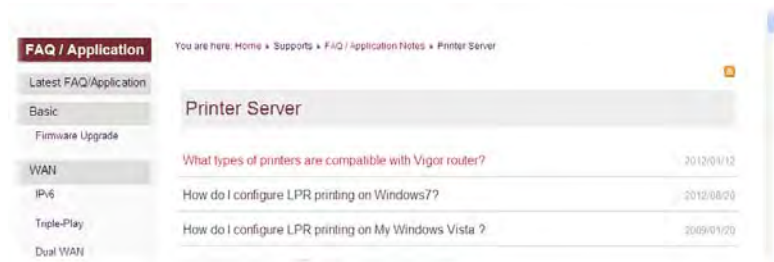 FAQ / Application
Latest FAQ/Application
Basic
Firmware Upgrade
WAN
IPv6
Triple-Play
Dual WAN
You are here: Home » Supports » FAQ / Application Notes » Printer Server
Printer Server
What types of printers are compatible with Vigor router? 2012/01/12
How do I configure LPR printing on Windows7? 2012/08/20
How do I configure LPR printing on My Windows Vista ? 2009/01/20